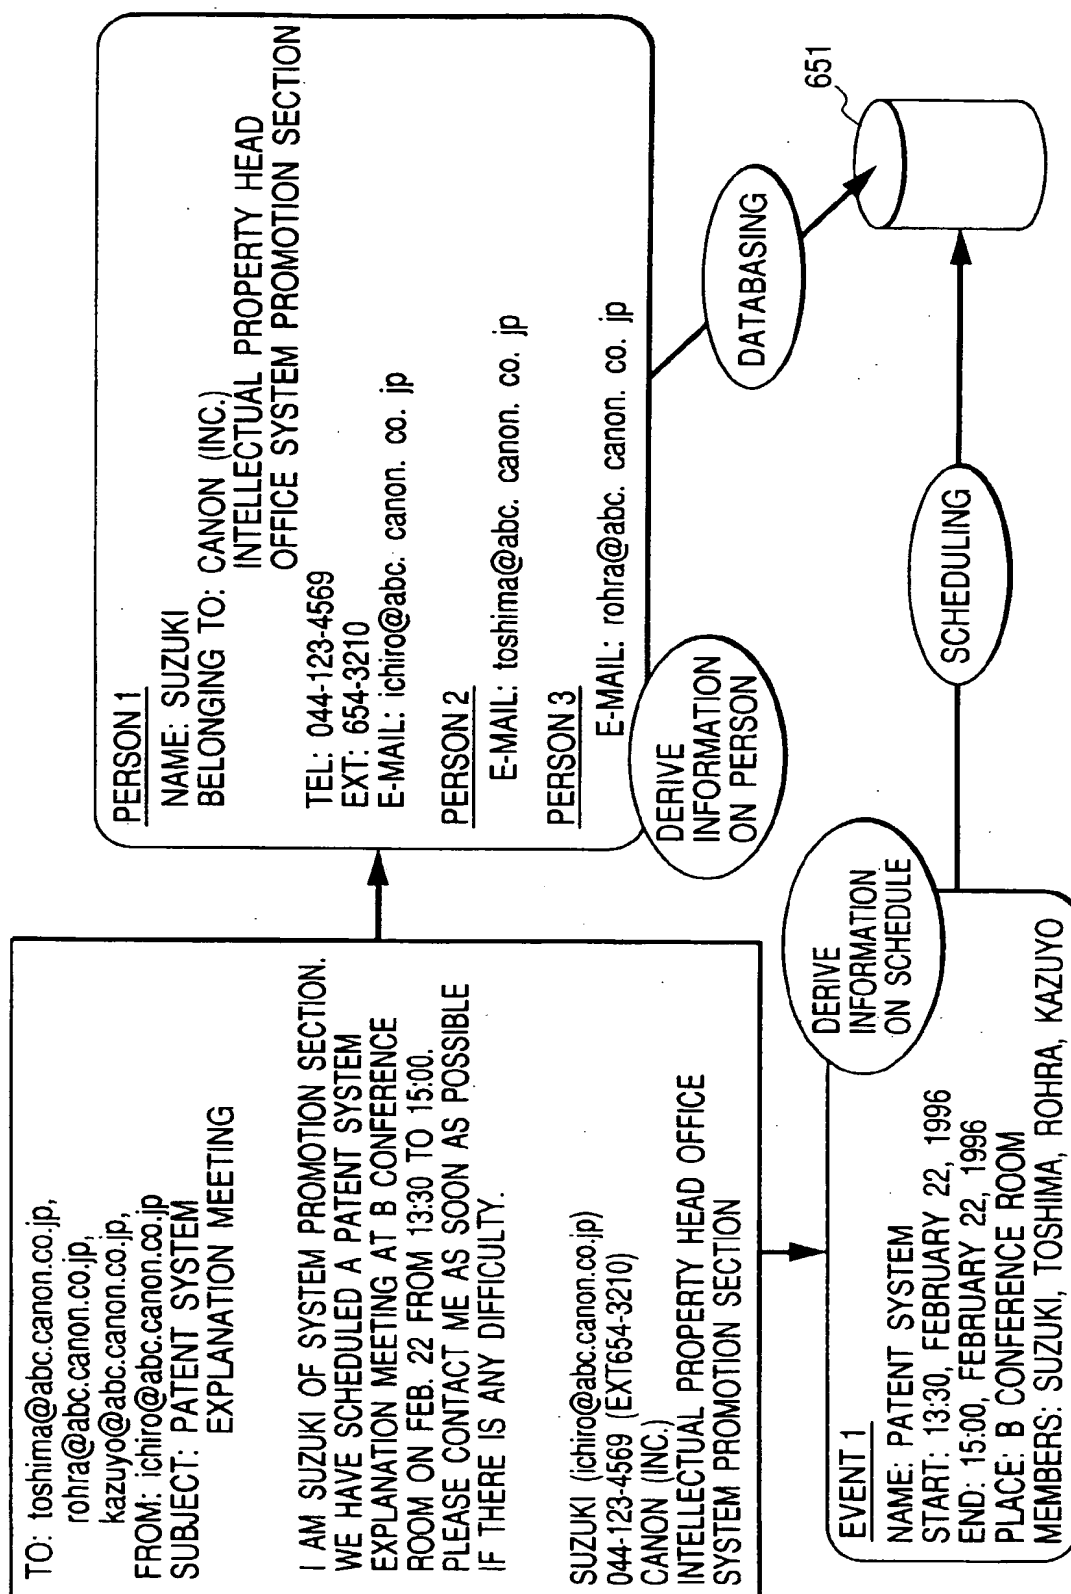 TO: toshima@abc.canon.co.jp,
rohra@abc.canon.co.jp,
kazuyo@abc.canon.co.jp,
FROM: ichiro@abc.canon.co.jp
SUBJECT: PATENT SYSTEM
EXPLANATION MEETING
I AM SUZUKI OF SYSTEM PROMOTION SECTION.
WE HAVE SCHEDULED A PATENT SYSTEM
EXPLANATION MEETING AT B CONFERENCE
ROOM ON FEB. 22 FROM 13:30 TO 15:00.
PLEASE CONTACT ME AS SOON AS POSSIBLE
IF THERE IS ANY DIFFICULTY.
SUZUKI (ichiro@abc.canon.co.jp)
044-123-4569 (EXT654-3210)
CANON (INC.)
INTELLECTUAL PROPERTY HEAD OFFICE
SYSTEM PROMOTION SECTION
PERSON 1
NAME: SUZUKI
BELONGING TO: CANON (INC.)
INTELLECTUAL PROPERTY HEAD
OFFICE SYSTEM PROMOTION SECTION
TEL: 044-123-4569
EXT: 654-3210
E-MAIL: ichiro@abc. canon. co. jp
PERSON 2
E-MAIL: toshima@abc. canon. co. jp
PERSON 3
E-MAIL: rohra@abc. canon. co. jp
DERIVE
INFORMATION
ON PERSON
DATABASING
651
EVENT 1
NAME: PATENT SYSTEM
START: 13:30, FEBRUARY 22, 1996
END: 15:00, FEBRUARY 22, 1996
PLACE: B CONFERENCE ROOM
MEMBERS: SUZUKI, TOSHIMA, ROHRA, KAZUYO
DERIVE
INFORMATION
ON SCHEDULE
SCHEDULING